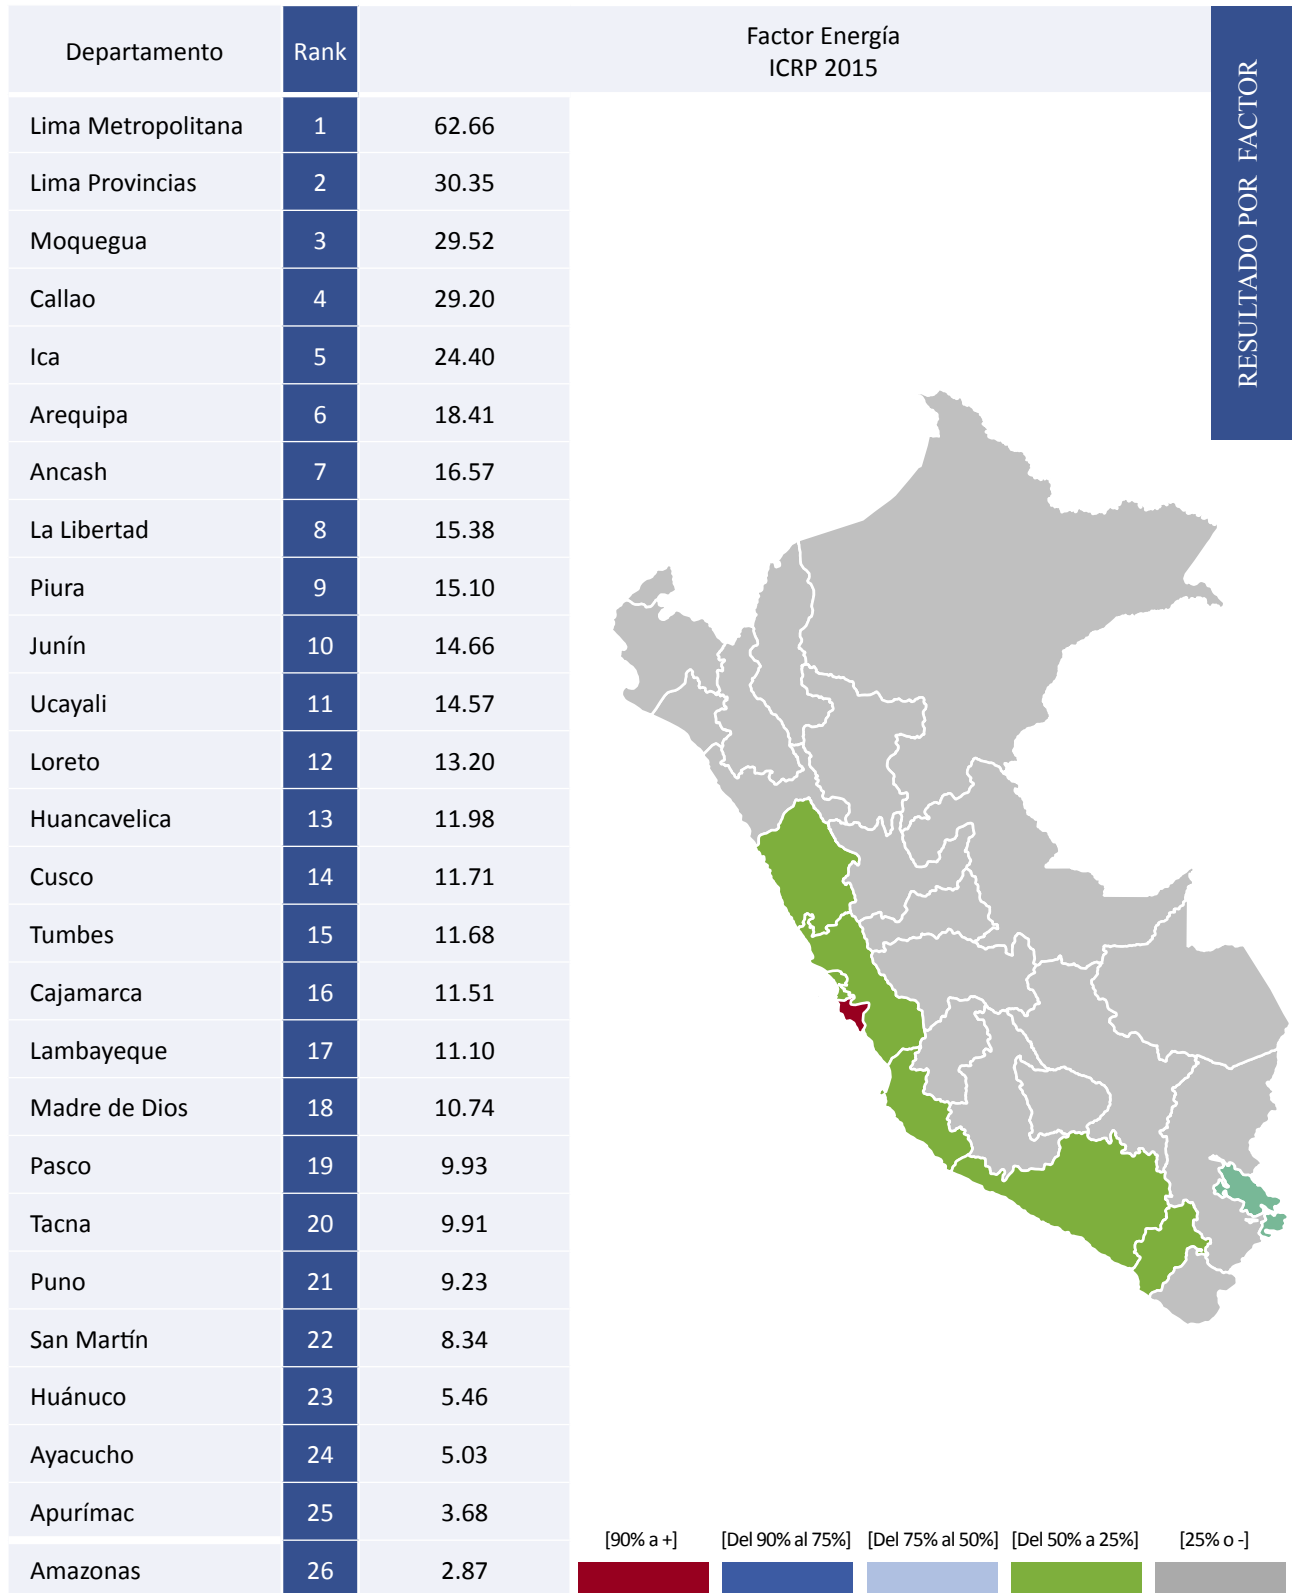 Departamento Rank Factor Energía
ICRP 2015
RESULTADO POR FACTOR
Lima Metropolitana 1 62.66
Lima Provincias 2 30.35
Moquegua 3 29.52
Callao 4 29.20
Ica 5 24.40
Arequipa 6 18.41
Ancash 7 16.57
La Libertad 8 15.38
Piura 9 15.10
Junín 10 14.66
Ucayali 11 14.57
Loreto 12 13.20
Huancavelica 13 11.98
Cusco 14 11.71
Tumbes 15 11.68
Cajamarca 16 11.51
Lambayeque 17 11.10
Madre de Dios 18 10.74
Pasco 19 9.93
Tacna 20 9.91
Puno 21 9.23
San Martín 22 8.34
Huánuco 23 5.46
Ayacucho 24 5.03
Apurímac 25 3.68
Amazonas 26 2.87
[90% a +] [Del 90% al 75%] [Del 75% al 50%] [Del 50% a 25%] [25% o -]